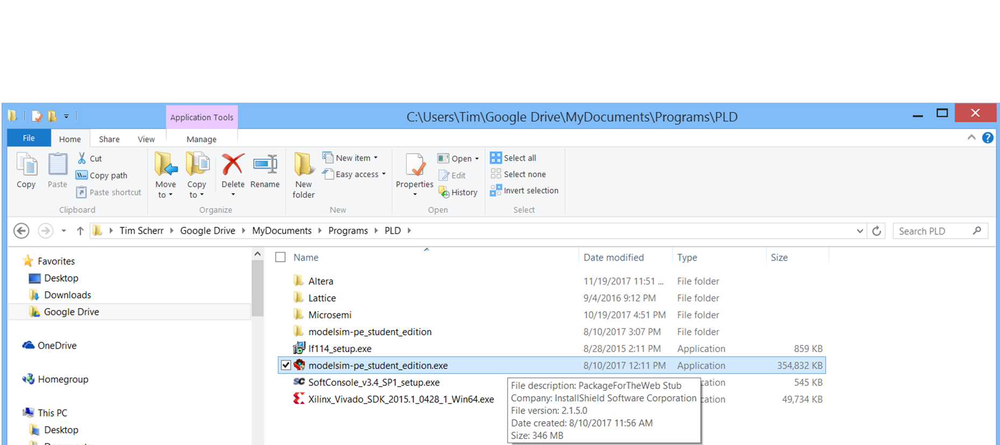 Application Tools
C:\Users\Tim\Google Drive\MyDocuments\Programs\PLD
File
Home
Share
View
Manage
Copy
Paste
Cut
Copy path
Paste shortcut
Clipboard
Move to
Copy to
Delete
Rename
Organize
New folder
New item
Easy access
New
Properties
Open
Edit
History
Open
Select all
Select none
Invert selection
Select
Tim Scherr
Google Drive
MyDocuments
Programs
PLD
Search PLD
Favorites
Desktop
Downloads
Google Drive
OneDrive
Homegroup
This PC
Desktop
Name Date modified Type Size
Altera 11/19/2017 11:51 ... File folder
Lattice 9/4/2016 9:12 PM File folder
Microsemi 10/19/2017 4:51 PM File folder
modelsim-pe_student_edition 8/10/2017 3:07 PM File folder
lf114_setup.exe 8/28/2015 2:11 PM Application 859 KB
modelsim-pe_student_edition.exe 8/10/2017 12:11 PM Application 354,832 KB
SoftConsole_v3.4_SP1_setup.exe cation 545 KB
Xilinx_Vivado_SDK_2015.1_0428_1_Win64.exe cation 49,734 KB
File description: PackageForTheWeb Stub
Company: InstallShield Software Corporation
File version: 2.1.5.0
Date created: 8/10/2017 11:56 AM
Size: 346 MB